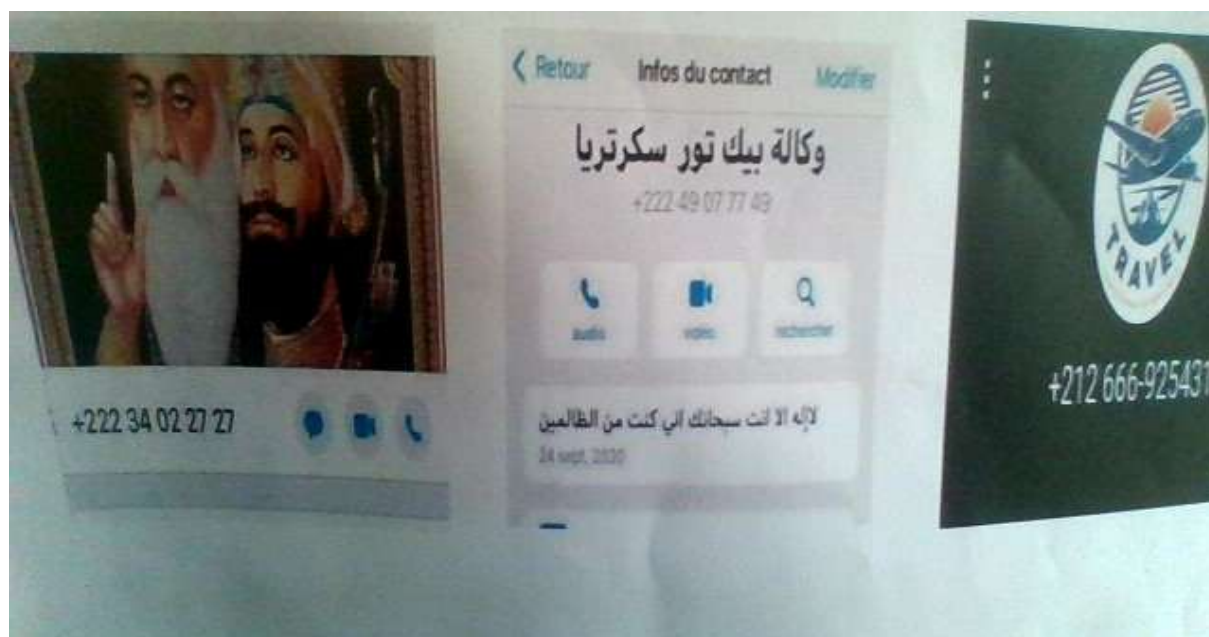 +222 34 02 27 27
Retour Infos du contact Modifier
وكالة بيك تور سكرتريا
+222 49 07 77 49
audio video rechercher
لاإله الا انت سبحانك اني كنت من الظالمين
24 sept. 2020
TRAVEL
+212 666-925431